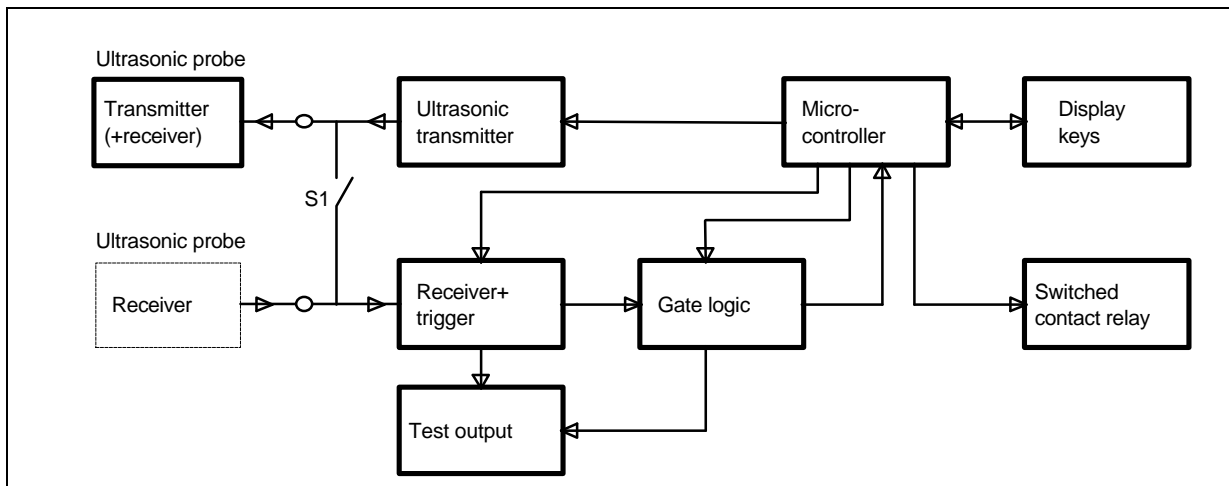 Ultrasonic probe
Transmitter
(+receiver)
Ultrasonic
transmitter
Micro-
controller
Display
keys
S1
Ultrasonic probe
Receiver
Receiver+
trigger
Gate logic
Switched
contact relay
Test output